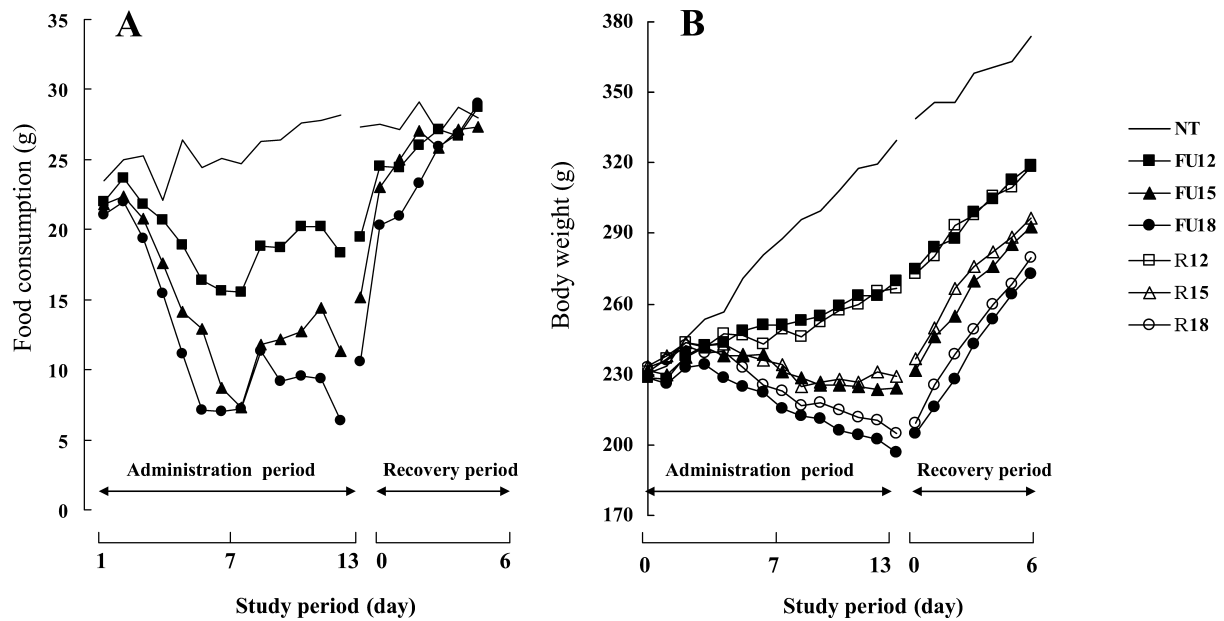 A
Food consumption (g)
35
30
25
20
15
10
5
0
Administration period
Recovery period
1
7
13
0
6
Study period (day)
B
Body weight (g)
380
350
320
290
260
230
200
170
Administration period
Recovery period
0
7
13
0
6
Study period (day)
NT
FU12
FU15
FU18
R12
R15
R18